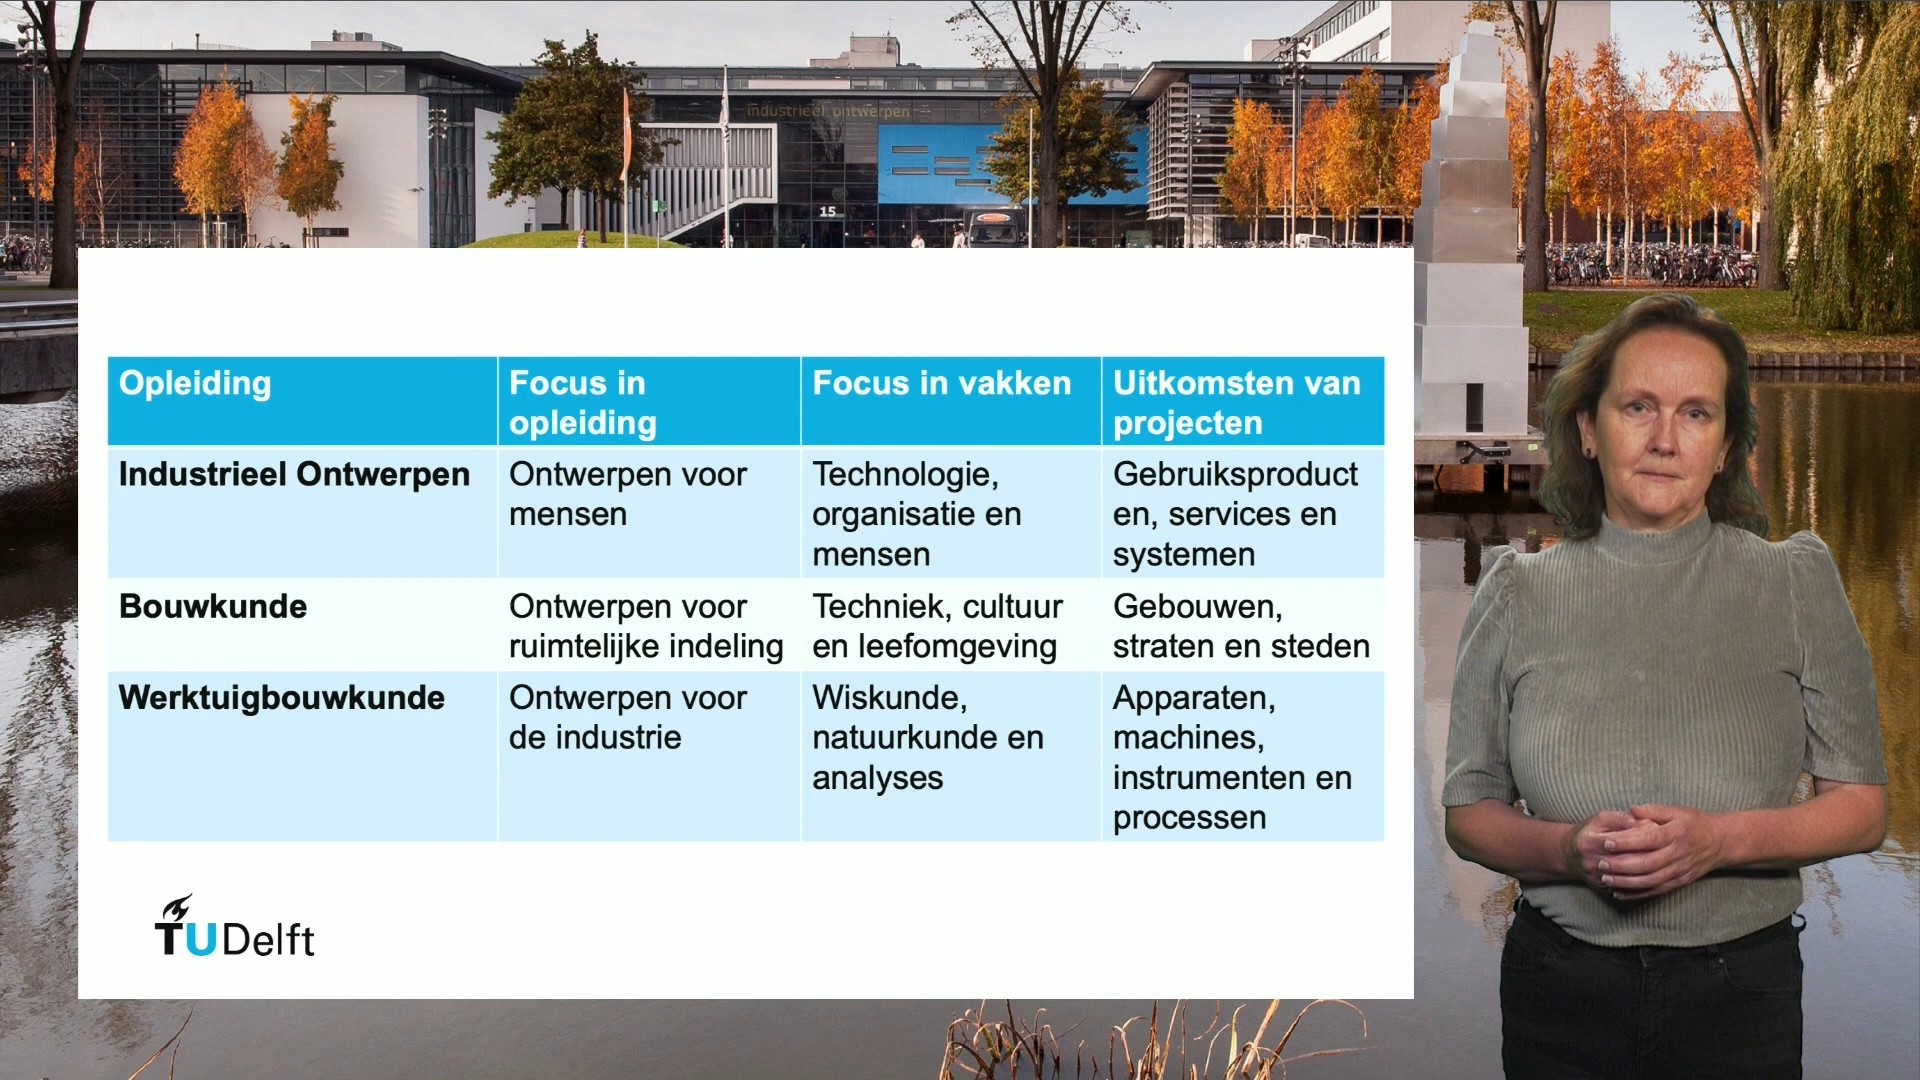 industrieel ontwerpen
15
Opleiding
Focus in
opleiding
Focus in vakken
Uitkomsten van
projecten
Industrieel Ontwerpen
Ontwerpen voor
mensen
Technologie,
organisatie en
mensen
Gebruiksproduct
en, services en
systemen
Bouwkunde
Ontwerpen voor
ruimtelijke indeling
Techniek, cultuur
en leefomgeving
Gebouwen,
straten en steden
Werktuigbouwkunde
Ontwerpen voor
de industrie
Wiskunde,
natuurkunde en
analyses
Apparaten,
machines,
instrumenten en
processen
TU Delft